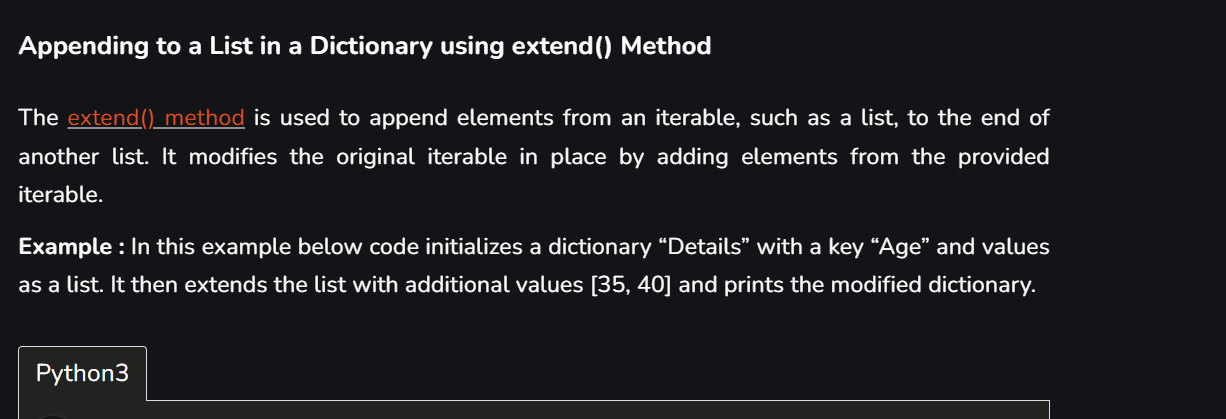 Appending to a List in a Dictionary using extend() Method
The extend() method is used to append elements from an iterable, such as a list, to the end of
another list. It modifies the original iterable in place by adding elements from the provided
iterable.
Example : In this example below code initializes a dictionary “Details” with a key “Age” and values
as a list. It then extends the list with additional values [35, 40] and prints the modified dictionary.
Python3